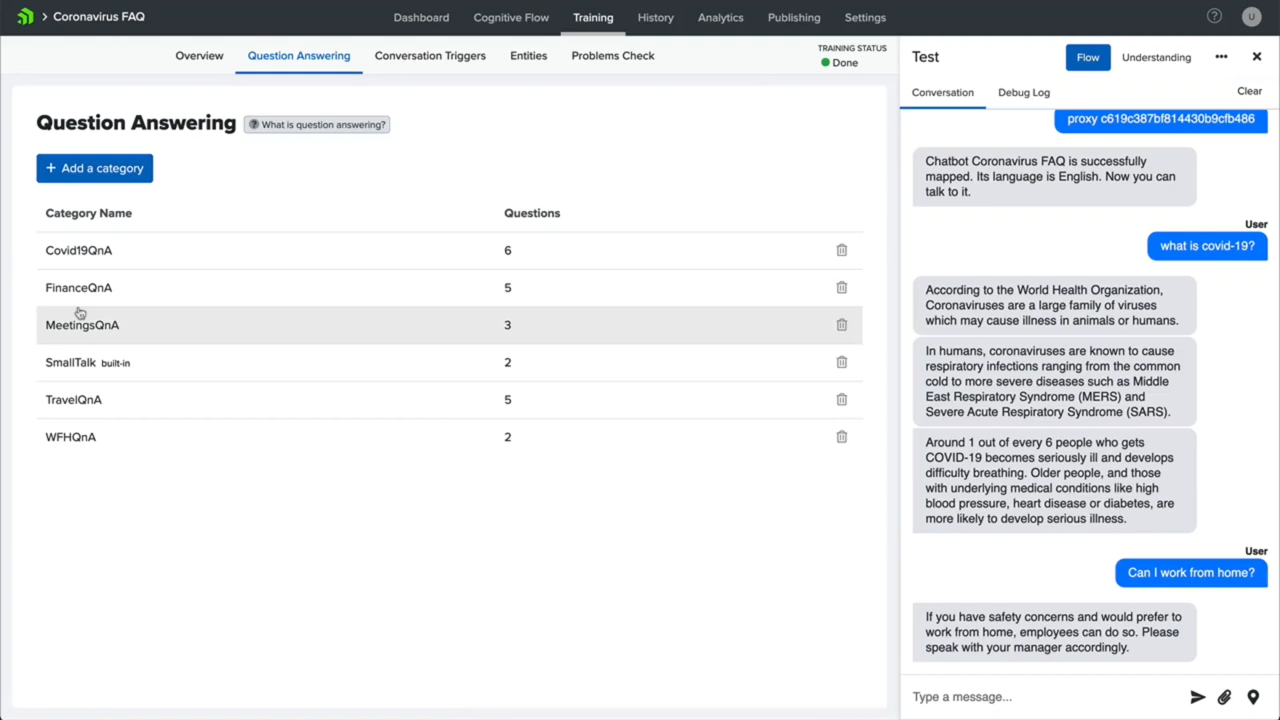 Coronavirus FAQ
Dashboard
Cognitive Flow
Training
History
Analytics
Publishing
Settings
?
U
Overview
Question Answering
Conversation Triggers
Entities
Problems Check
TRAINING STATUS
Done
Question Answering
? What is question answering?
+ Add a category
Category Name Questions
Covid19QnA 6
FinanceQnA 5
MeetingsQnA 3
SmallTalk built-in 2
TravelQnA 5
WFHQnA 2
Test
Flow
Understanding
Conversation
Debug Log
Clear
proxy c619c387bf814430b9cfb486
Chatbot Coronavirus FAQ is successfully
mapped. Its language is English. Now you can
talk to it.
User
what is covid-19?
According to the World Health Organization,
Coronaviruses are a large family of viruses
which may cause illness in animals or humans.
In humans, coronaviruses are known to cause
respiratory infections ranging from the common
cold to more severe diseases such as Middle
East Respiratory Syndrome (MERS) and
Severe Acute Respiratory Syndrome (SARS).
Around 1 out of every 6 people who gets
COVID-19 becomes seriously ill and develops
difficulty breathing. Older people, and those
with underlying medical conditions like high
blood pressure, heart disease or diabetes, are
more likely to develop serious illness.
User
Can I work from home?
If you have safety concerns and would prefer to
work from home, employees can do so. Please
speak with your manager accordingly.
Type a message...